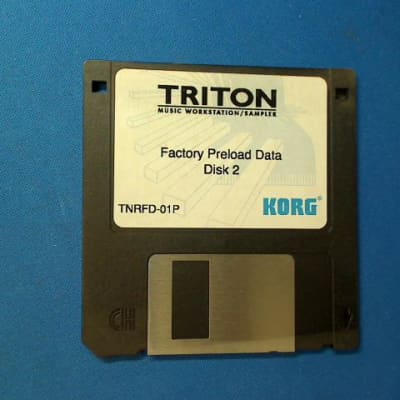 TRITON
MUSIC WORKSTATION/SAMPLER
Factory Preload Data
Disk 2
TNRFD-01P
KORG®